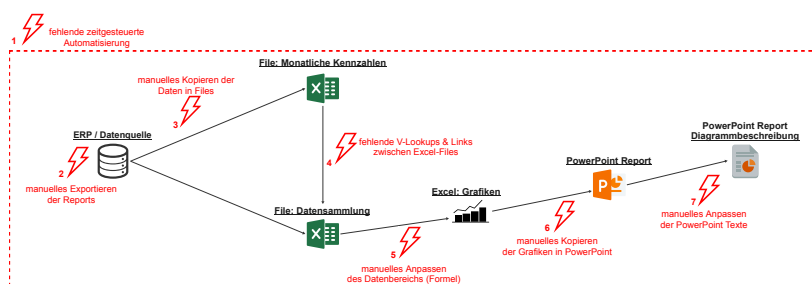 1
fehlende zeitgesteuerte
Automatisierung
File: Monatliche Kennzahlen
manuelles Kopieren der
Daten in Files
3
ERP / Datenquelle
2
manuelles Exportieren
der Reports
4
fehlende V-Lookups & Links
zwischen Excel-Files
File: Datensammlung
5
manuelles Anpassen
des Datenbereichs (Formel)
Excel: Grafiken
PowerPoint Report
6
manuelles Kopieren
der Grafiken in PowerPoint
PowerPoint Report
Diagrammbeschreibung
7
manuelles Anpassen
der PowerPoint Texte